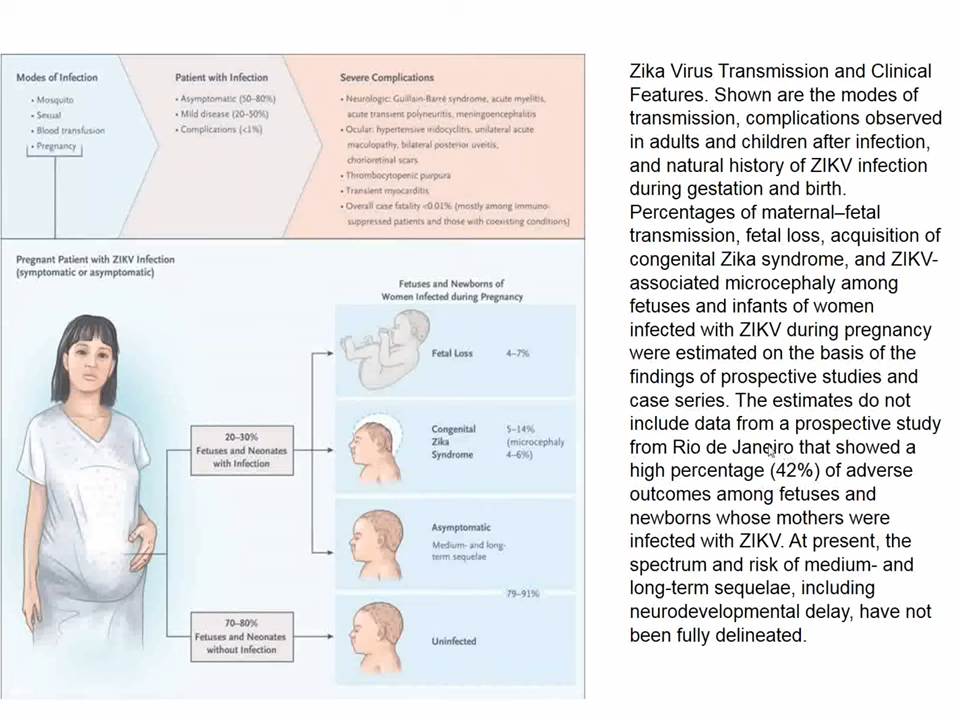 Modes of Infection
• Mosquito
• Sexual
• Blood transfusion
• Pregnancy
Patient with Infection
• Asymptomatic (50–80%)
• Mild disease (20–50%)
• Complications (<1%)
Severe Complications
• Neurologic: Guillain-Barré syndrome, acute myelitis,
acute transient polyneuritis, meningoencephalitis
• Ocular: hypertensive iridocyclitis, unilateral acute
maculopathy, bilateral posterior uveitis,
chorioretinal scars
• Thrombocytopenic purpura
• Transient myocarditis
• Overall case fatality <0.01% (mostly among immuno-
suppressed patients and those with coexisting conditions)
Pregnant Patient with ZIKV Infection
(symptomatic or asymptomatic)
Fetuses and Newborns of
Women Infected during Pregnancy
20–30%
Fetuses and Neonates
with Infection
Fetal Loss 4–7%
Congenital 5–14%
Zika (microcephaly
Syndrome 4–6%)
Asymptomatic
Medium- and long-
term sequelae
79–91%
70–80%
Fetuses and Neonates
without Infection
Uninfected
Zika Virus Transmission and Clinical
Features. Shown are the modes of
transmission, complications observed
in adults and children after infection,
and natural history of ZIKV infection
during gestation and birth.
Percentages of maternal–fetal
transmission, fetal loss, acquisition of
congenital Zika syndrome, and ZIKV-
associated microcephaly among
fetuses and infants of women
infected with ZIKV during pregnancy
were estimated on the basis of the
findings of prospective studies and
case series. The estimates do not
include data from a prospective study
from Rio de Janeiro that showed a
high percentage (42%) of adverse
outcomes among fetuses and
newborns whose mothers were
infected with ZIKV. At present, the
spectrum and risk of medium- and
long-term sequelae, including
neurodevelopmental delay, have not
been fully delineated.